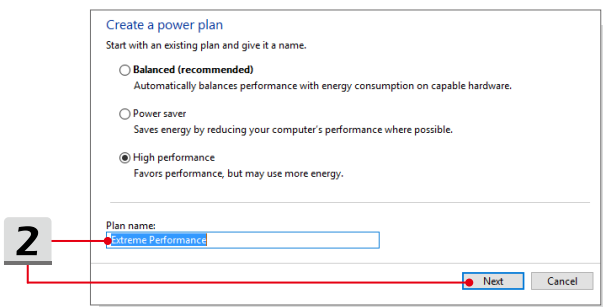 Create a power plan
Start with an existing plan and give it a name.
Balanced (recommended)
Automatically balances performance with energy consumption on capable hardware.
Power saver
Saves energy by reducing your computer's performance where possible.
High performance
Favors performance, but may use more energy.
Plan name:
Extreme Performance
2
Next Cancel